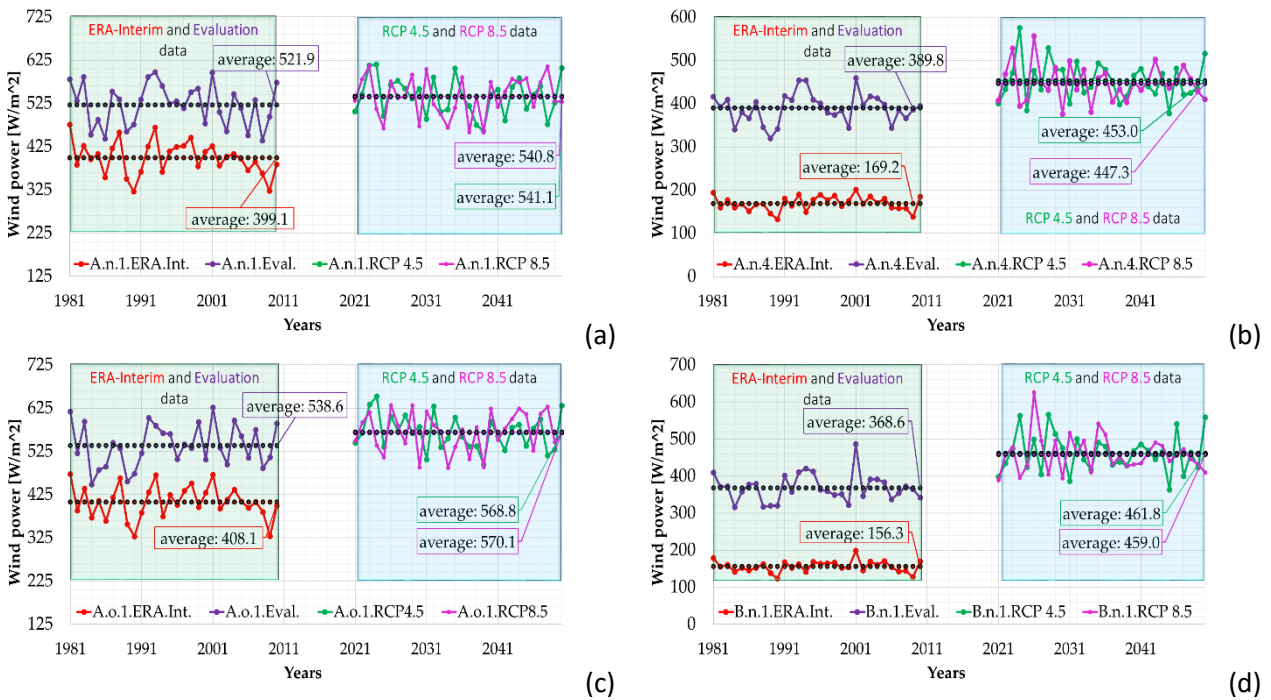 Wind power [W/m^2]
725
625
525
425
325
225
125
ERA-Interim and Evaluation
data
average: 521.9
average: 399.1
RCP 4.5 and RCP 8.5 data
average: 540.8
average: 541.1
A.n.1.ERA.Int. A.n.1.Eval. A.n.1.RCP 4.5 A.n.1.RCP 8.5
1981 1991 2001 2011 2021 2031 2041
Years
(a)
Wind power [W/m^2]
600
500
400
300
200
100
0
ERA-Interim and Evaluation
data
average: 389.8
average: 169.2
average: 453.0
average: 447.3
RCP 4.5 and RCP 8.5 data
A.n.4.ERA.Int. A.n.4.Eval. A.n.4.RCP 4.5 A.n.4.RCP 8.5
1981 1991 2001 2011 2021 2031 2041
Years
(b)
Wind power [W/m^2]
725
625
525
425
325
225
125
ERA-Interim and Evaluation
data
average: 538.6
average: 408.1
RCP 4.5 and RCP 8.5 data
average: 568.8
average: 570.1
A.o.1.ERA.Int. A.o.1.Eval. A.o.1.RCP4.5 A.o.1.RCP8.5
1981 1991 2001 2011 2021 2031 2041
Years
(c)
Wind power [W/m^2]
700
600
500
400
300
200
100
0
ERA-Interim and Evaluation
data
average: 368.6
average: 156.3
RCP 4.5 and RCP 8.5 data
average: 461.8
average: 459.0
B.n.1.ERA.Int. B.n.1.Eval. B.n.1.RCP 4.5 B.n.1.RCP 8.5
1981 1991 2001 2011 2021 2031 2041
Years
(d)